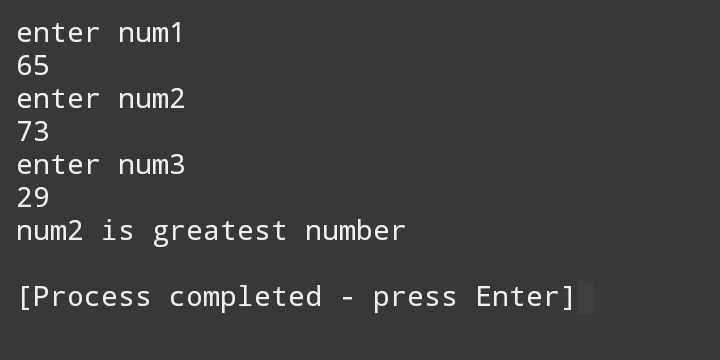 enter num1
65
enter num2
73
enter num3
29
num2 is greatest number
[Process completed - press Enter]